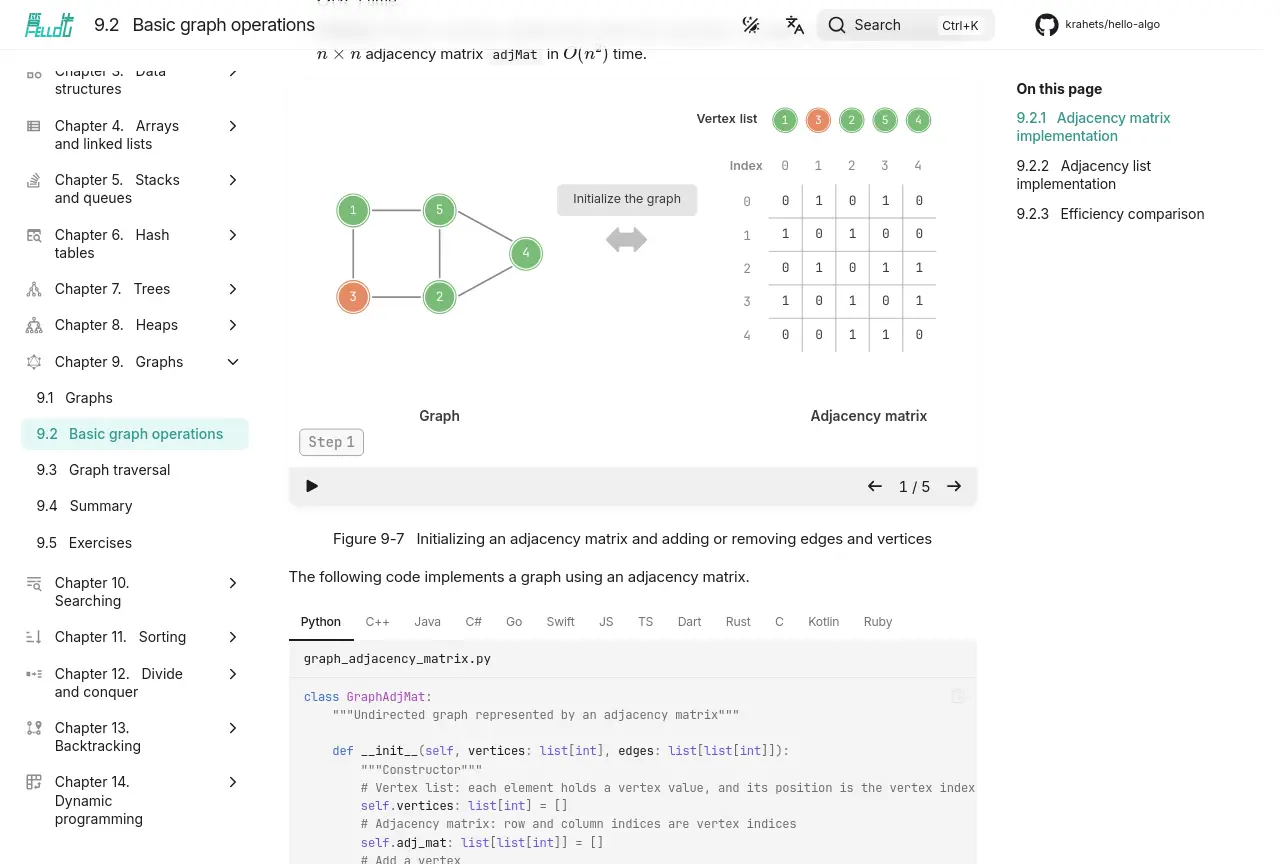 HELLO
9.2 Basic graph operations
Search
Ctrl+K
krahets/hello-algo
n × n adjacency matrix adjMat in O(n²) time.
Chapter 3. Data
structures
Chapter 4. Arrays
and linked lists
Chapter 5. Stacks
and queues
Chapter 6. Hash
tables
Chapter 7. Trees
Chapter 8. Heaps
Chapter 9. Graphs
9.1 Graphs
9.2 Basic graph operations
9.3 Graph traversal
9.4 Summary
9.5 Exercises
Chapter 10.
Searching
Chapter 11. Sorting
Chapter 12. Divide
and conquer
Chapter 13.
Backtracking
Chapter 14.
Dynamic
programming
1 5
4
3 2
Graph
Initialize the graph
Vertex list 1 3 2 5 4
Index 0 1 2 3 4
0 0 1 0 1 0
1 1 0 1 0 0
2 0 1 0 1 1
3 1 0 1 0 1
4 0 0 1 1 0
Adjacency matrix
Step 1
1 / 5
Figure 9-7 Initializing an adjacency matrix and adding or removing edges and vertices
The following code implements a graph using an adjacency matrix.
Python C++ Java C# Go Swift JS TS Dart Rust C Kotlin Ruby
graph_adjacency_matrix.py
class GraphAdjMat:
"""Undirected graph represented by an adjacency matrix"""
def __init__(self, vertices: list[int], edges: list[list[int]]):
"""Constructor"""
# Vertex list: each element holds a vertex value, and its position is the vertex index
self.vertices: list[int] = []
# Adjacency matrix: row and column indices are vertex indices
self.adj_mat: list[list[int]] = []
# Add a vertex
On this page
9.2.1 Adjacency matrix
implementation
9.2.2 Adjacency list
implementation
9.2.3 Efficiency comparison